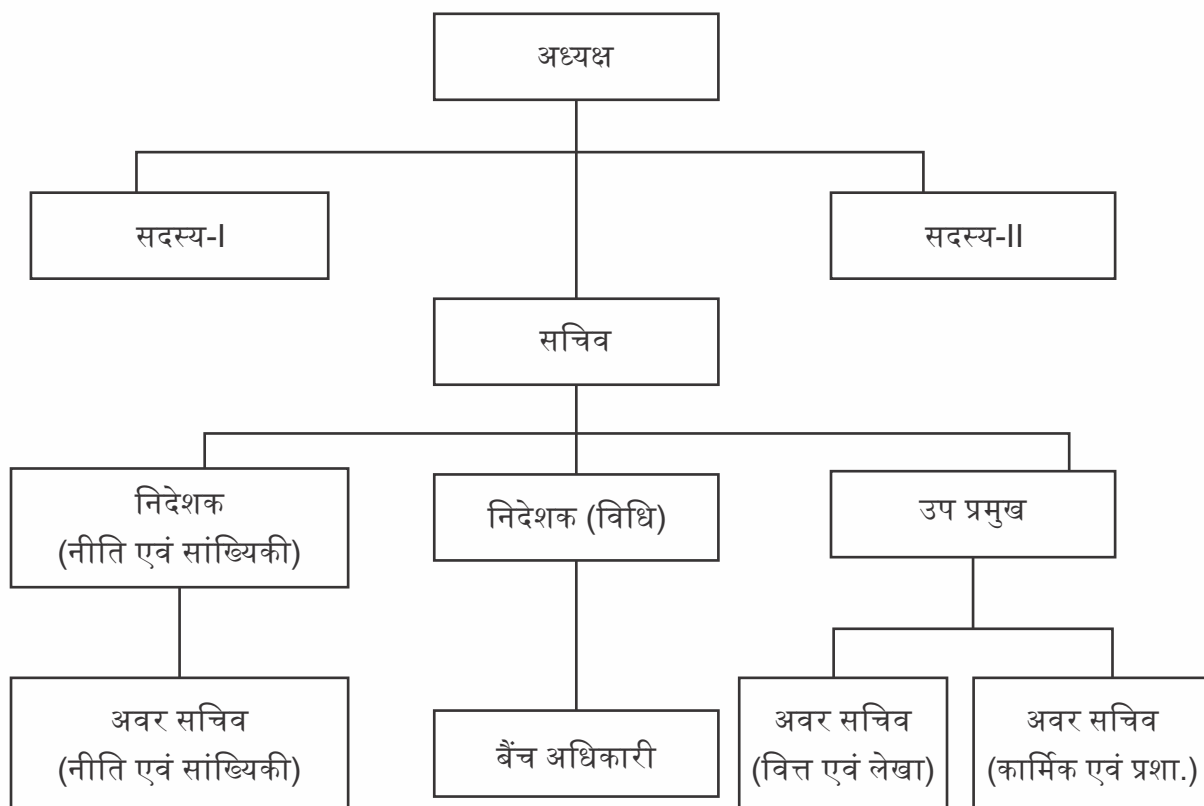 अध्यक्ष
सदस्य-I
सदस्य-II
सचिव
निदेशक
(नीति एवं सांख्यिकी)
निदेशक (विधि)
उप प्रमुख
अवर सचिव
(नीति एवं सांख्यिकी)
बैंच अधिकारी
अवर सचिव
(वित्त एवं लेखा)
अवर सचिव
(कार्मिक एवं प्रशा.)